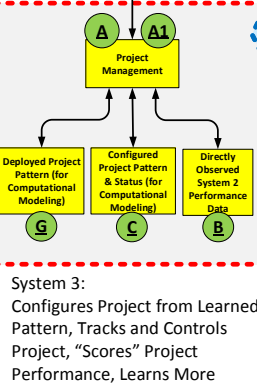 A A1
Project
Management
Deployed Project
Pattern (for
Computational
Modeling)
Configured
Project Pattern
& Status (for
Computational
Modeling)
Directly
Observed
System 2
Performance
Data
G C B
System 3:
Configures Project from Learned
Pattern, Tracks and Controls
Project, “Scores” Project
Performance, Learns More